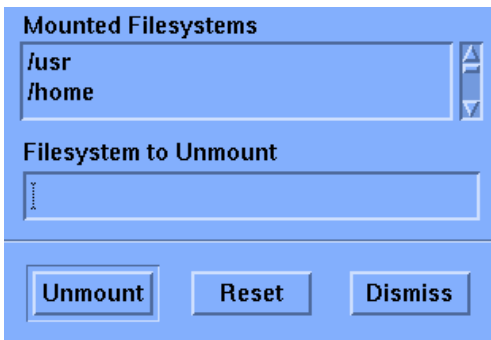 Mounted Filesystems
/usr
/home
Filesystem to Unmount
Unmount Reset Dismiss